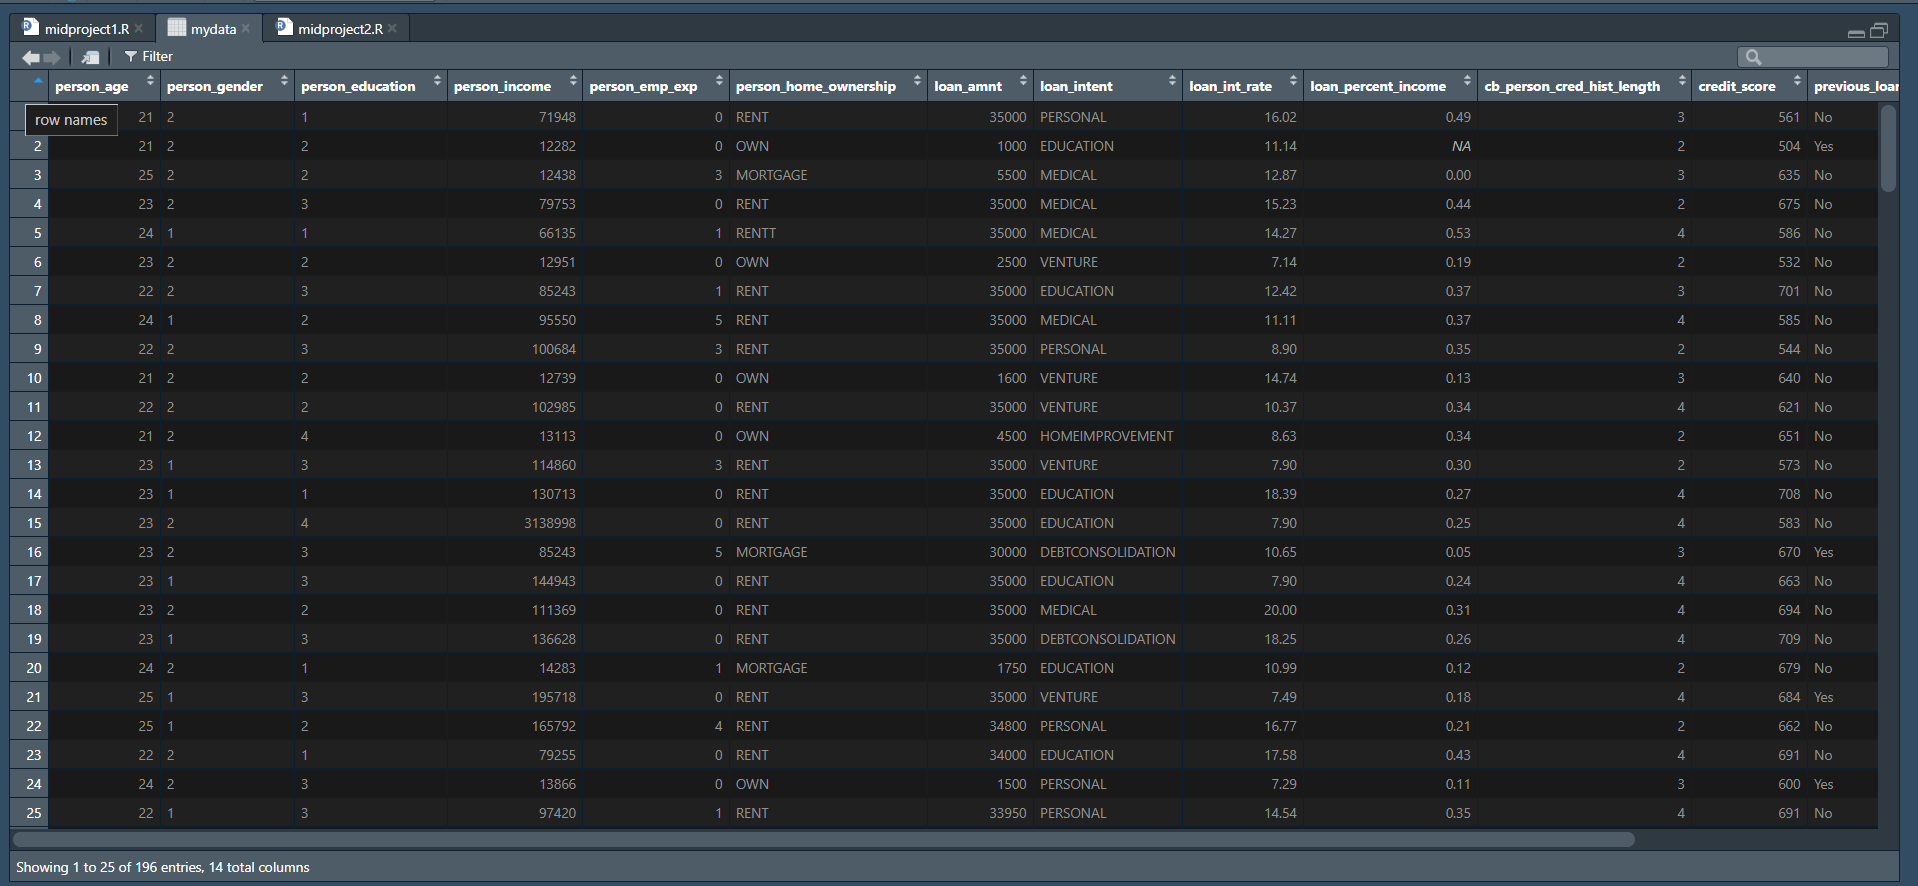 midproject1.R mydata midproject2.R
Filter
person_age person_gender person_education person_income person_emp_exp person_home_ownership loan_amnt loan_intent loan_int_rate loan_percent_income cb_person_cred_hist_length credit_score previous_loan
row names 21 2 1 71948 0 RENT 35000 PERSONAL 16.02 0.49 3 561 No
2 21 2 2 12282 0 OWN 1000 EDUCATION 11.14 NA 2 504 Yes
3 25 2 2 12438 3 MORTGAGE 5500 MEDICAL 12.87 0.00 3 635 No
4 23 2 3 79753 0 RENT 35000 MEDICAL 15.23 0.44 2 675 No
5 24 1 1 66135 1 RENTT 35000 MEDICAL 14.27 0.53 4 586 No
6 23 2 2 12951 0 OWN 2500 VENTURE 7.14 0.19 2 532 No
7 22 2 3 85243 1 RENT 35000 EDUCATION 12.42 0.37 3 701 No
8 24 1 2 95550 5 RENT 35000 MEDICAL 11.11 0.37 4 585 No
9 22 2 3 100684 3 RENT 35000 PERSONAL 8.90 0.35 2 544 No
10 21 2 2 12739 0 OWN 1600 VENTURE 14.74 0.13 3 640 No
11 22 2 2 102985 0 RENT 35000 VENTURE 10.37 0.34 4 621 No
12 21 2 4 13113 0 OWN 4500 HOMEIMPROVEMENT 8.63 0.34 2 651 No
13 23 1 3 114860 3 RENT 35000 VENTURE 7.90 0.30 2 573 No
14 23 1 1 130713 0 RENT 35000 EDUCATION 18.39 0.27 4 708 No
15 23 2 4 3138998 0 RENT 35000 EDUCATION 7.90 0.25 4 583 No
16 23 2 3 85243 5 MORTGAGE 30000 DEBTCONSOLIDATION 10.65 0.05 3 670 Yes
17 23 1 3 144943 0 RENT 35000 EDUCATION 7.90 0.24 4 663 No
18 23 2 2 111369 0 RENT 35000 MEDICAL 20.00 0.31 4 694 No
19 23 1 3 136628 0 RENT 35000 DEBTCONSOLIDATION 18.25 0.26 4 709 No
20 24 2 1 14283 1 MORTGAGE 1750 EDUCATION 10.99 0.12 2 679 No
21 25 1 3 195718 0 RENT 35000 VENTURE 7.49 0.18 4 684 Yes
22 25 1 2 165792 4 RENT 34800 PERSONAL 16.77 0.21 2 662 No
23 22 2 1 79255 0 RENT 34000 EDUCATION 17.58 0.43 4 691 No
24 24 2 3 13866 0 OWN 1500 PERSONAL 7.29 0.11 3 600 Yes
25 22 1 3 97420 1 RENT 33950 PERSONAL 14.54 0.35 4 691 No
Showing 1 to 25 of 196 entries, 14 total columns